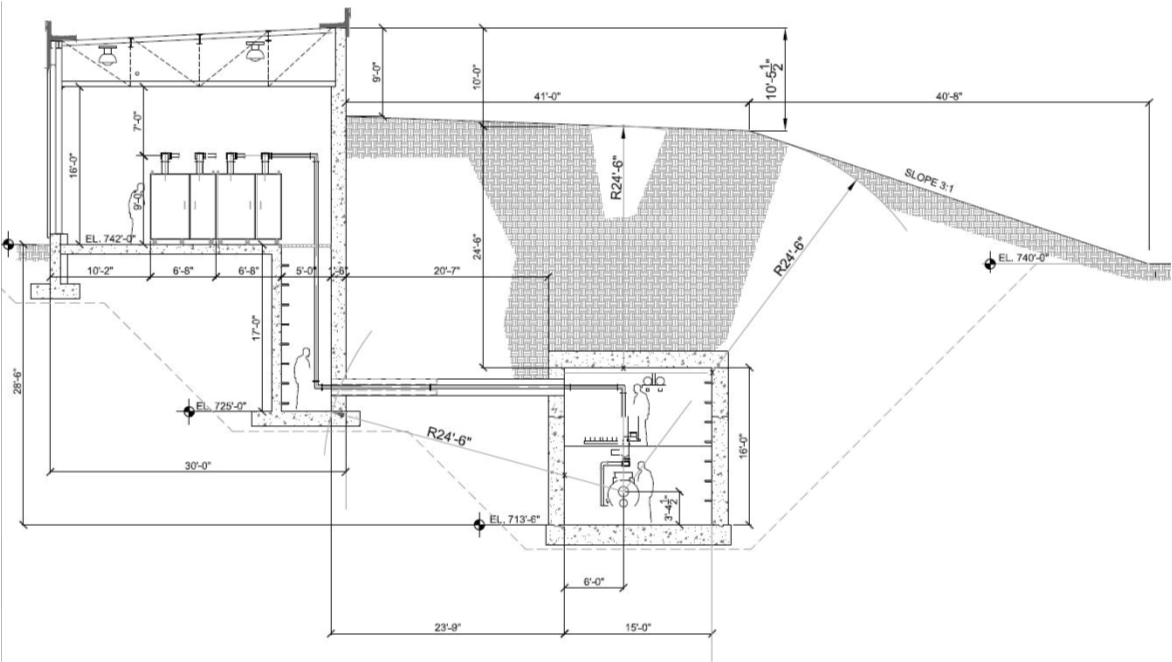 9'-0"
10'-0"
10'-5 1/2"
41'-0"
40'-8"
7'-0"
16'-0"
9'-0"
R24'-6"
SLOPE 3:1
EL. 742'-0"
24'-6"
R24'-6"
EL. 740'-0"
10'-2"
6'-8"
6'-8"
5'-0"
1'-6"
20'-7"
17'-0"
28'-6"
EL. 725'-0"
R24'-6"
16'-0"
30'-0"
3'-4 1/2"
EL. 713'-6"
6'-0"
23'-9"
15'-0"